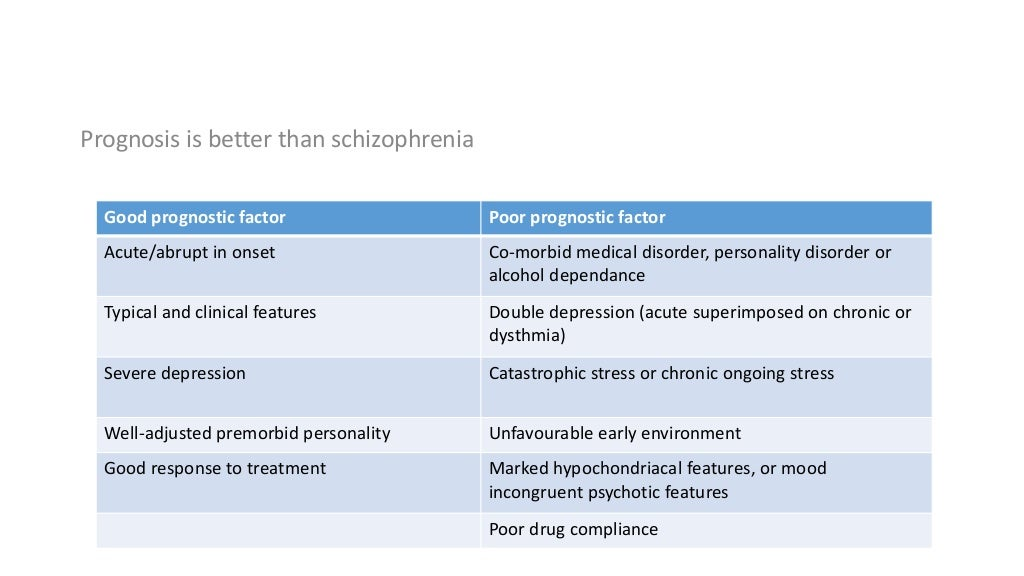 Prognosis is better than schizophrenia
Good prognostic factor
Poor prognostic factor
Acute/abrupt in onset
Co-morbid medical disorder, personality disorder or
alcohol dependance
Typical and clinical features
Double depression (acute superimposed on chronic or
dysthmia)
Severe depression
Catastrophic stress or chronic ongoing stress
Well-adjusted premorbid personality
Unfavourable early environment
Good response to treatment
Marked hypochondriacal features, or mood
incongruent psychotic features
Poor drug compliance